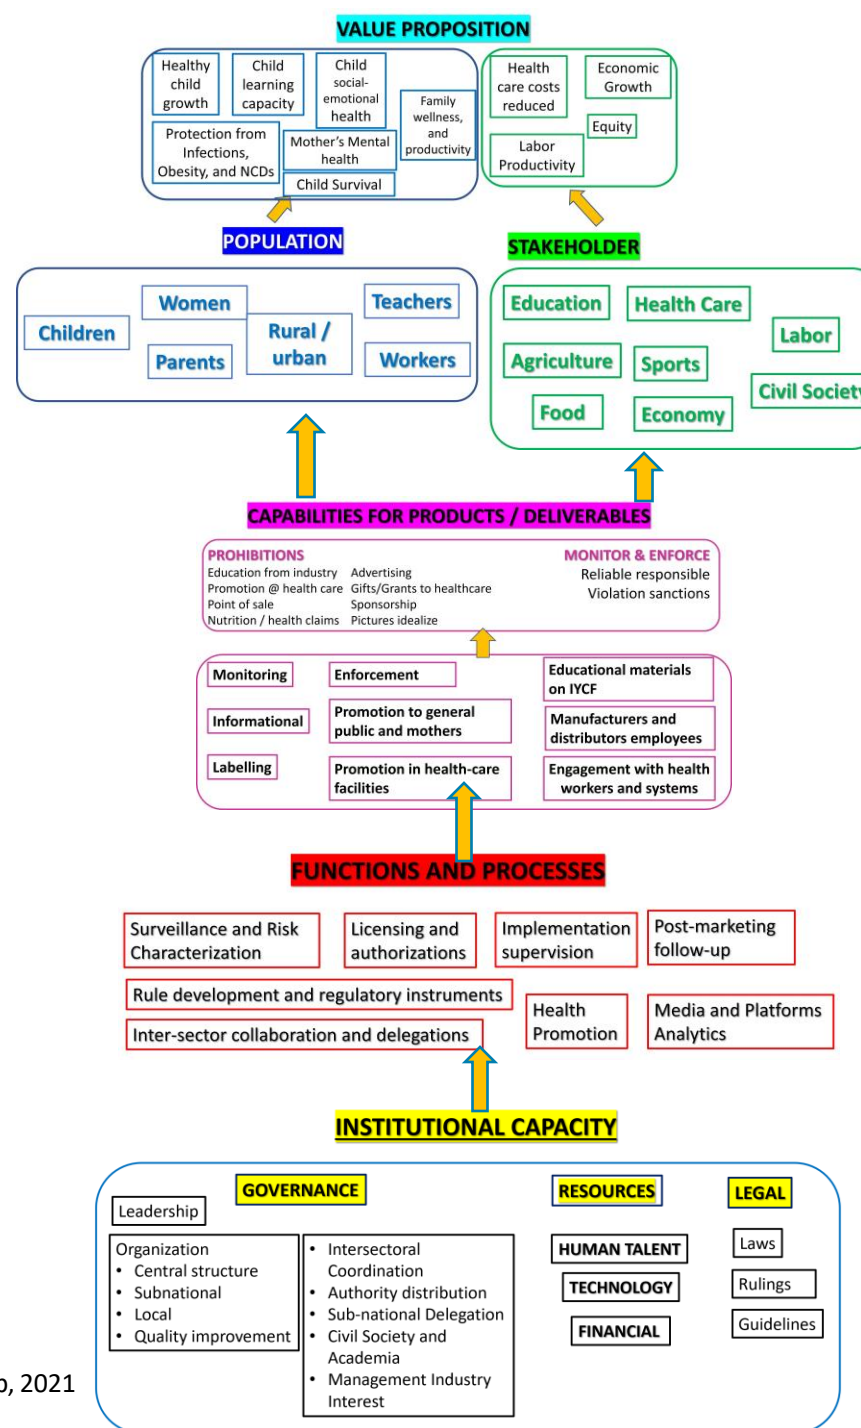 VALUE PROPOSITION
Healthy
child
growth
Child
learning
capacity
Child
social-
emotional
health
Family
wellness,
and
productivity
Protection from
Infections,
Obesity, and NCDs
Mother's Mental
health
Child Survival
Health
care costs
reduced
Economic
Growth
Equity
Labor
Productivity
POPULATION
Children
Women
Parents
Rural /
urban
Teachers
Workers
STAKEHOLDER
Education
Health Care
Labor
Agriculture
Sports
Civil Society
Food
Economy
CAPABILITIES FOR PRODUCTS / DELIVERABLES
PROHIBITIONS
Education from industry
Promotion @ health care
Point of sale
Nutrition / health claims
Advertising
Gifts/Grants to healthcare
Sponsorship
Pictures idealize
MONITOR & ENFORCE
Reliable responsible
Violation sanctions
Monitoring
Enforcement
Educational materials
on IYCF
Informational
Promotion to general
public and mothers
Manufacturers and
distributors employees
Labelling
Promotion in health-care
facilities
Engagement with health
workers and systems
FUNCTIONS AND PROCESSES
Surveillance and Risk
Characterization
Licensing and
authorizations
Implementation
supervision
Post-marketing
follow-up
Rule development and regulatory instruments
Inter-sector collaboration and delegations
Health
Promotion
Media and Platforms
Analytics
INSTITUTIONAL CAPACITY
GOVERNANCE
Leadership
Organization
• Central structure
• Subnational
• Local
• Quality improvement
• Intersectoral
Coordination
• Authority distribution
• Sub-national Delegation
• Civil Society and
Academia
• Management Industry
Interest
RESOURCES
HUMAN TALENT
TECHNOLOGY
FINANCIAL
LEGAL
Laws
Rulings
Guidelines
, 2021